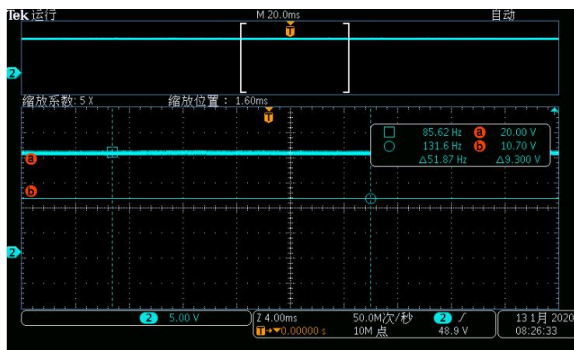 Tek 运行 M 20.0ms 自动
T
2
缩放系数: 5 X 缩放位置： 1.60ms
T
85.62 Hz a 20.00 V
131.6 Hz b 10.70 V
△51.87 Hz △9.300 V
a
b
2
2 5.00 V Z 4.00ms 50.0M次/秒 2 13 1月 2020
T→▼0.00000 s 10M 点 48.9 V 08:26:33